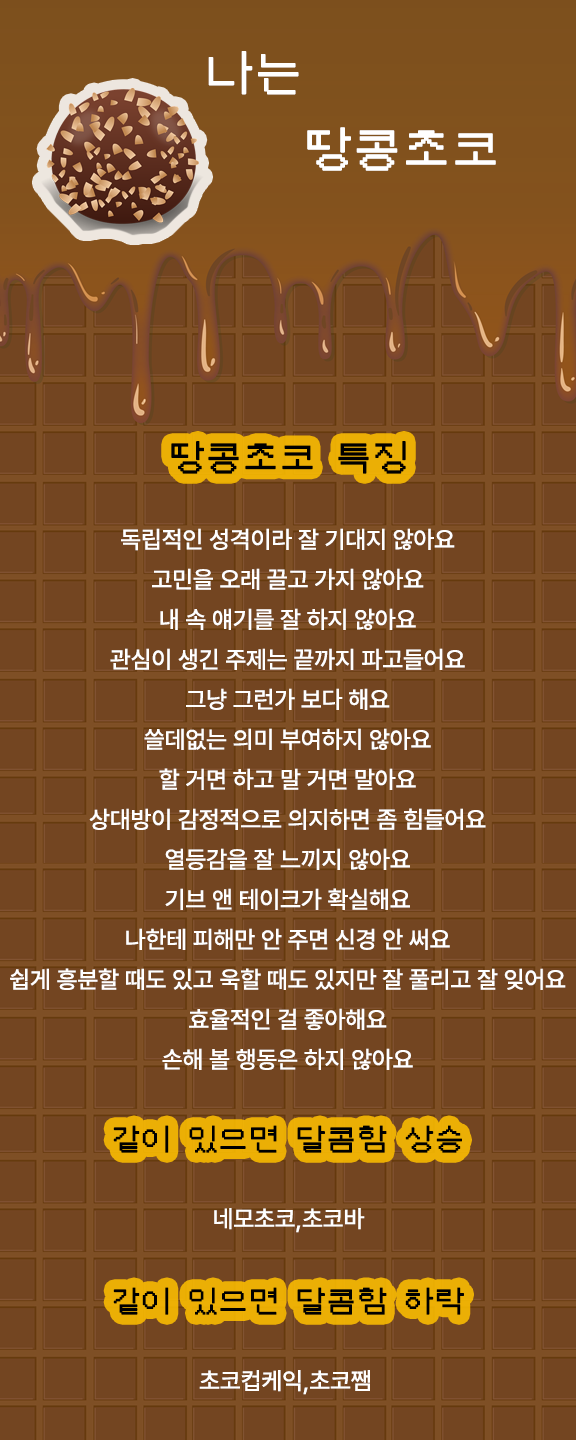 나는
땅콩초코
땅콩초코 특징
독립적인 성격이라 잘 기대지 않아요
고민을 오래 끌고 가지 않아요
내 속 얘기를 잘 하지 않아요
관심이 생긴 주제는 끝까지 파고들어요
그냥 그런가 보다 해요
쓸데없는 의미 부여하지 않아요
할 거면 하고 말 거면 말아요
상대방이 감정적으로 의지하면 좀 힘들어요
열등감을 잘 느끼지 않아요
기브 앤 테이크가 확실해요
나한테 피해만 안 주면 신경 안 써요
쉽게 흥분할 때도 있고 욱할 때도 있지만 잘 풀리고 잘 잊어요
효율적인 걸 좋아해요
손해 볼 행동은 하지 않아요
같이 있으면 달콤함 상승
네모초코,초코바
같이 있으면 달콤함 하락
초코컵케익,초코쨈